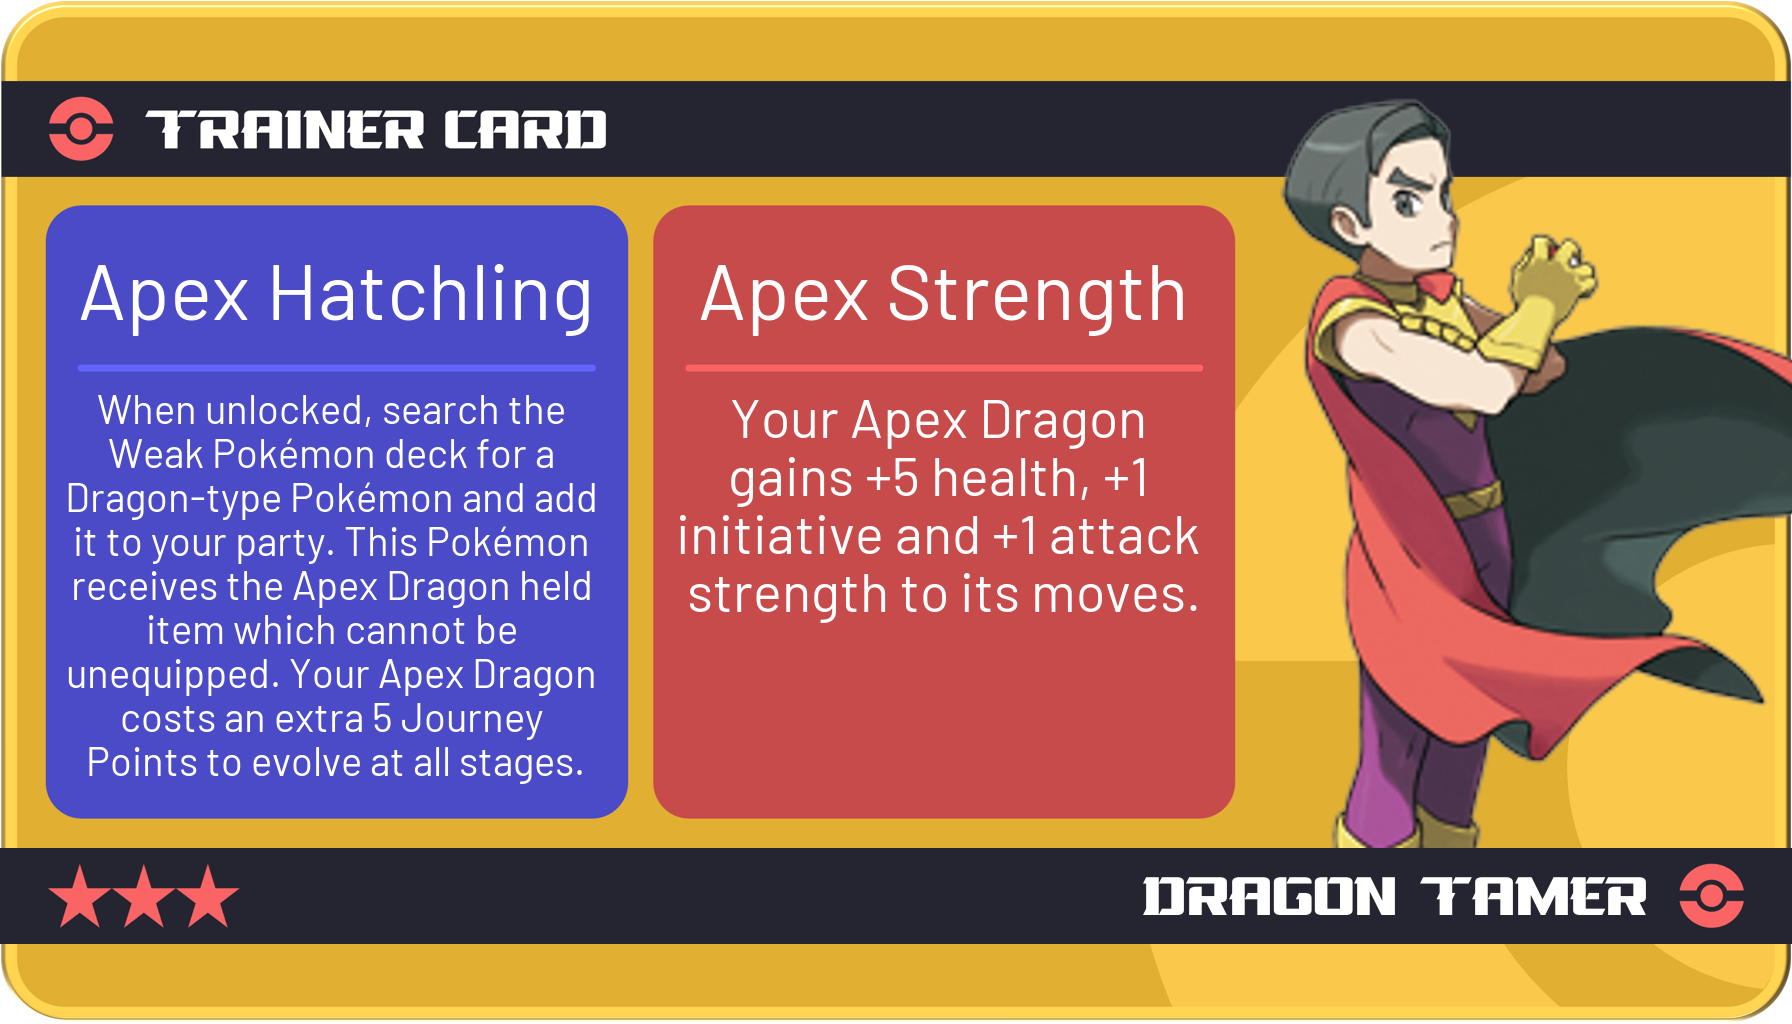 TRAINER CARD
Apex Hatchling
When unlocked, search the
Weak Pokémon deck for a
Dragon-type Pokémon and add
it to your party. This Pokémon
receives the Apex Dragon held
item which cannot be
unequipped. Your Apex Dragon
costs an extra 5 Journey
Points to evolve at all stages.
Apex Strength
Your Apex Dragon
gains +5 health, +1
initiative and +1 attack
strength to its moves.
DRAGON TAMER